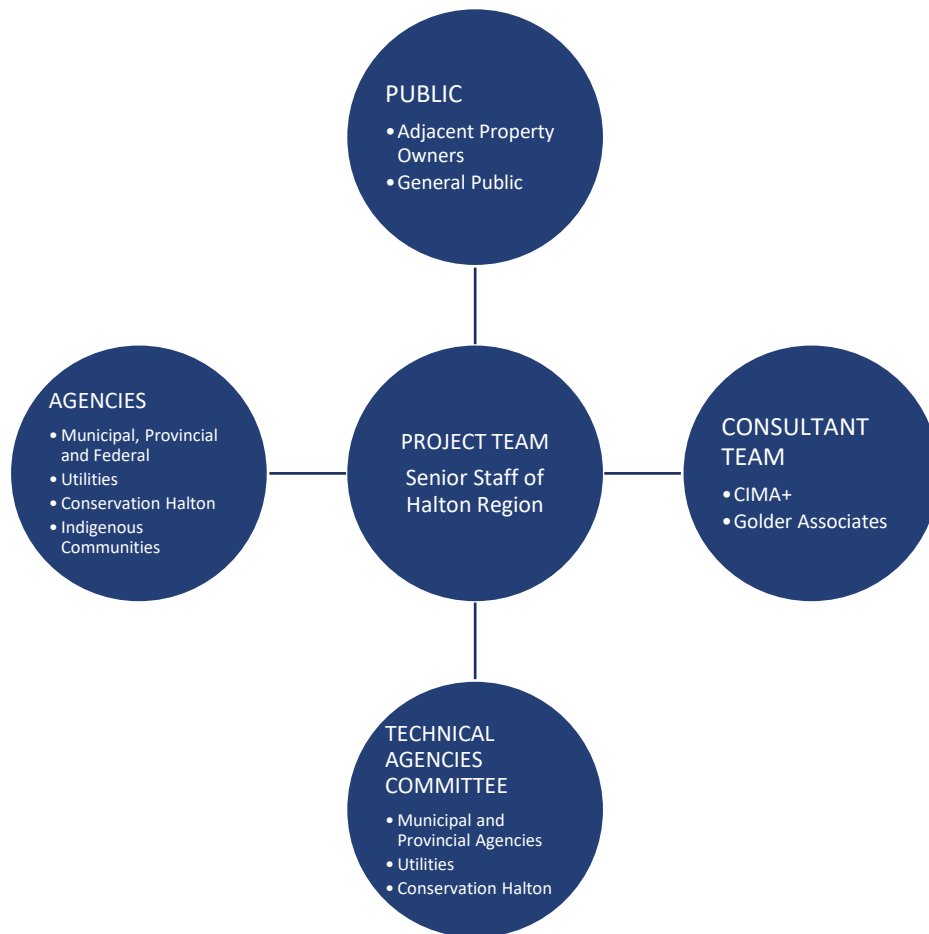 PUBLIC
• Adjacent Property
Owners
• General Public
AGENCIES
• Municipal, Provincial
and Federal
• Utilities
• Conservation Halton
• Indigenous
Communities
PROJECT TEAM
Senior Staff of
Halton Region
CONSULTANT
TEAM
• CIMA+
• Golder Associates
TECHNICAL
AGENCIES
COMMITTEE
• Municipal and
Provincial Agencies
• Utilities
• Conservation Halton